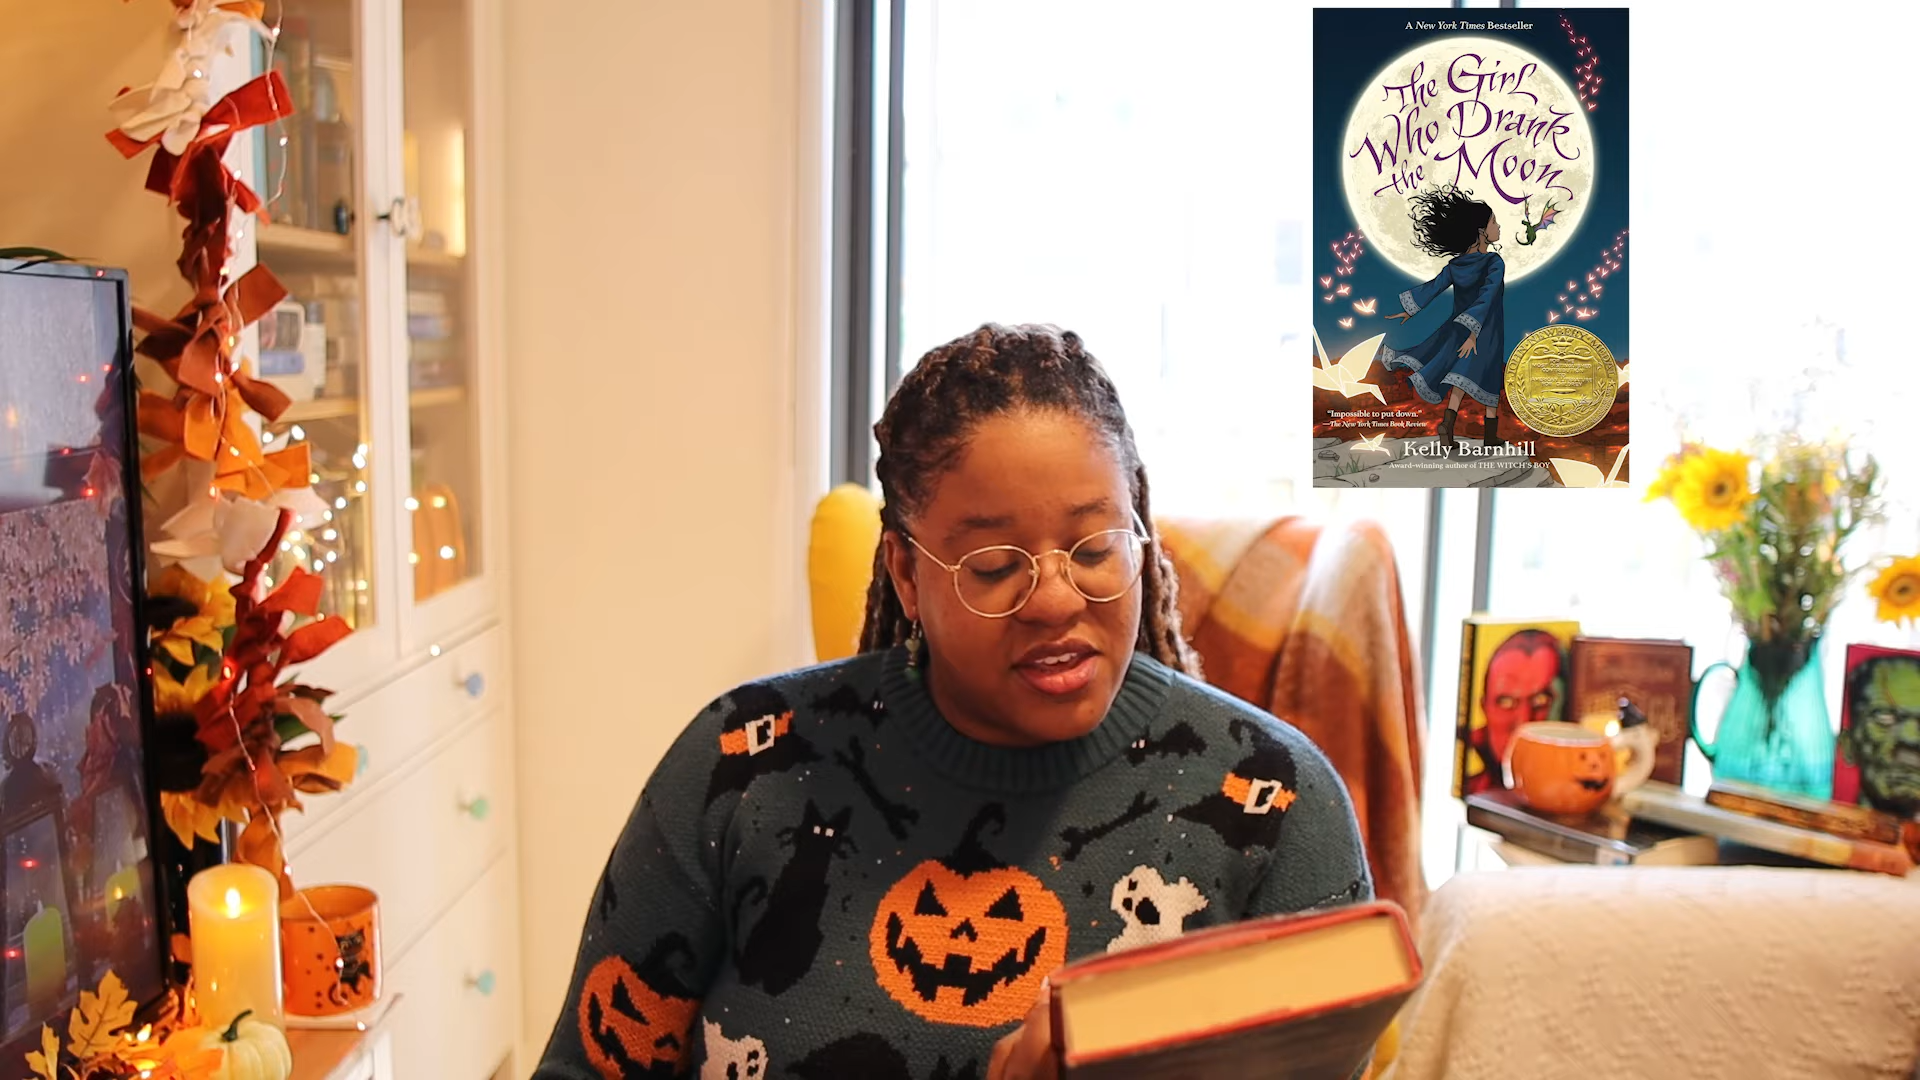 A New York Times Bestseller
The Girl
Who Drank
the Moon
"Impossible to put down."
—The New York Times Book Review
Kelly Barnhill
Award-winning author of THE WITCH'S BOY